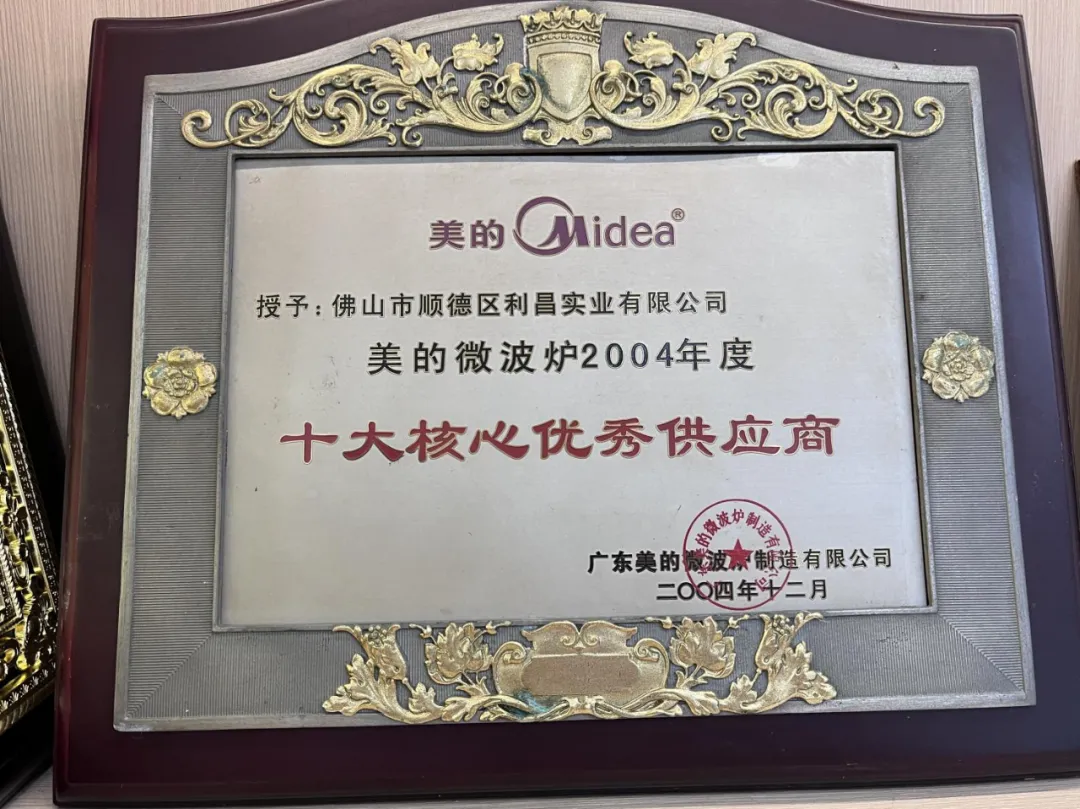 美的 Midea®
授予：佛山市顺德区利昌实业有限公司
美的微波炉2004年度
十大核心优秀供应商
广东美的微波炉制造有限公司
二〇〇四年十二月